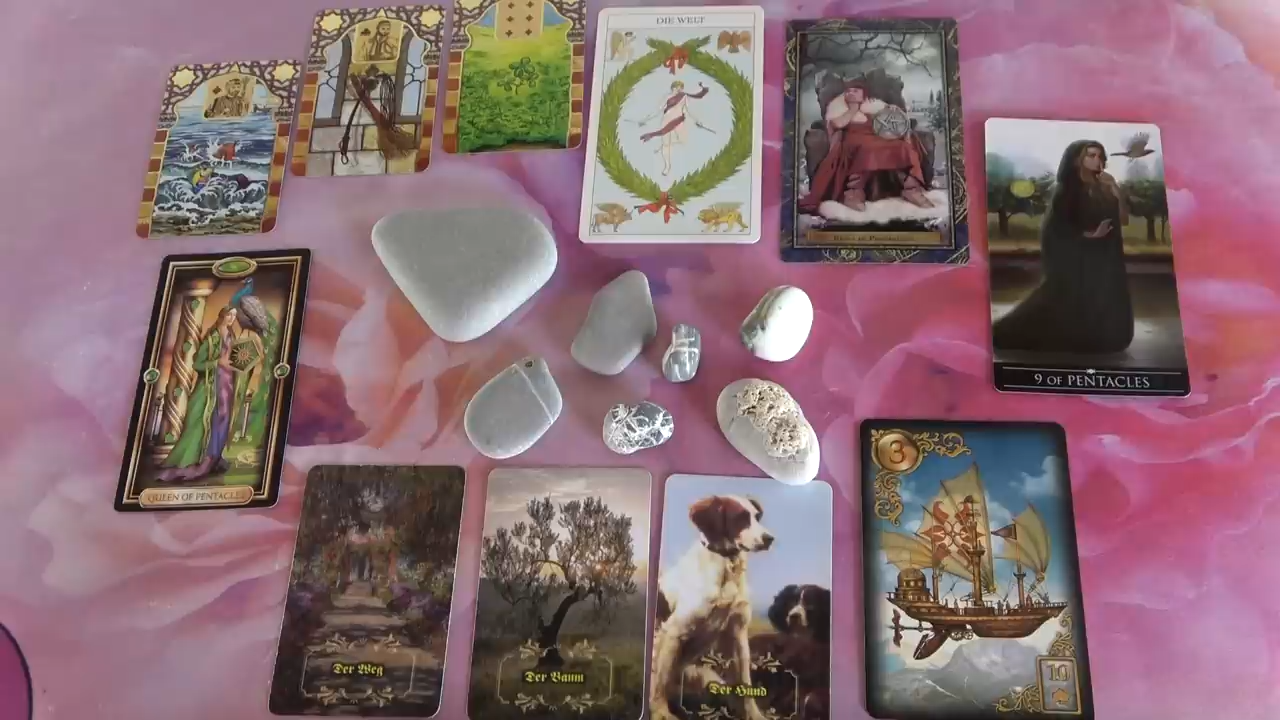 DIE WELT
9 OF PENTACLES
QUEEN OF PENTACLES
3
Der Weg
Der Baum
Der Hund
10